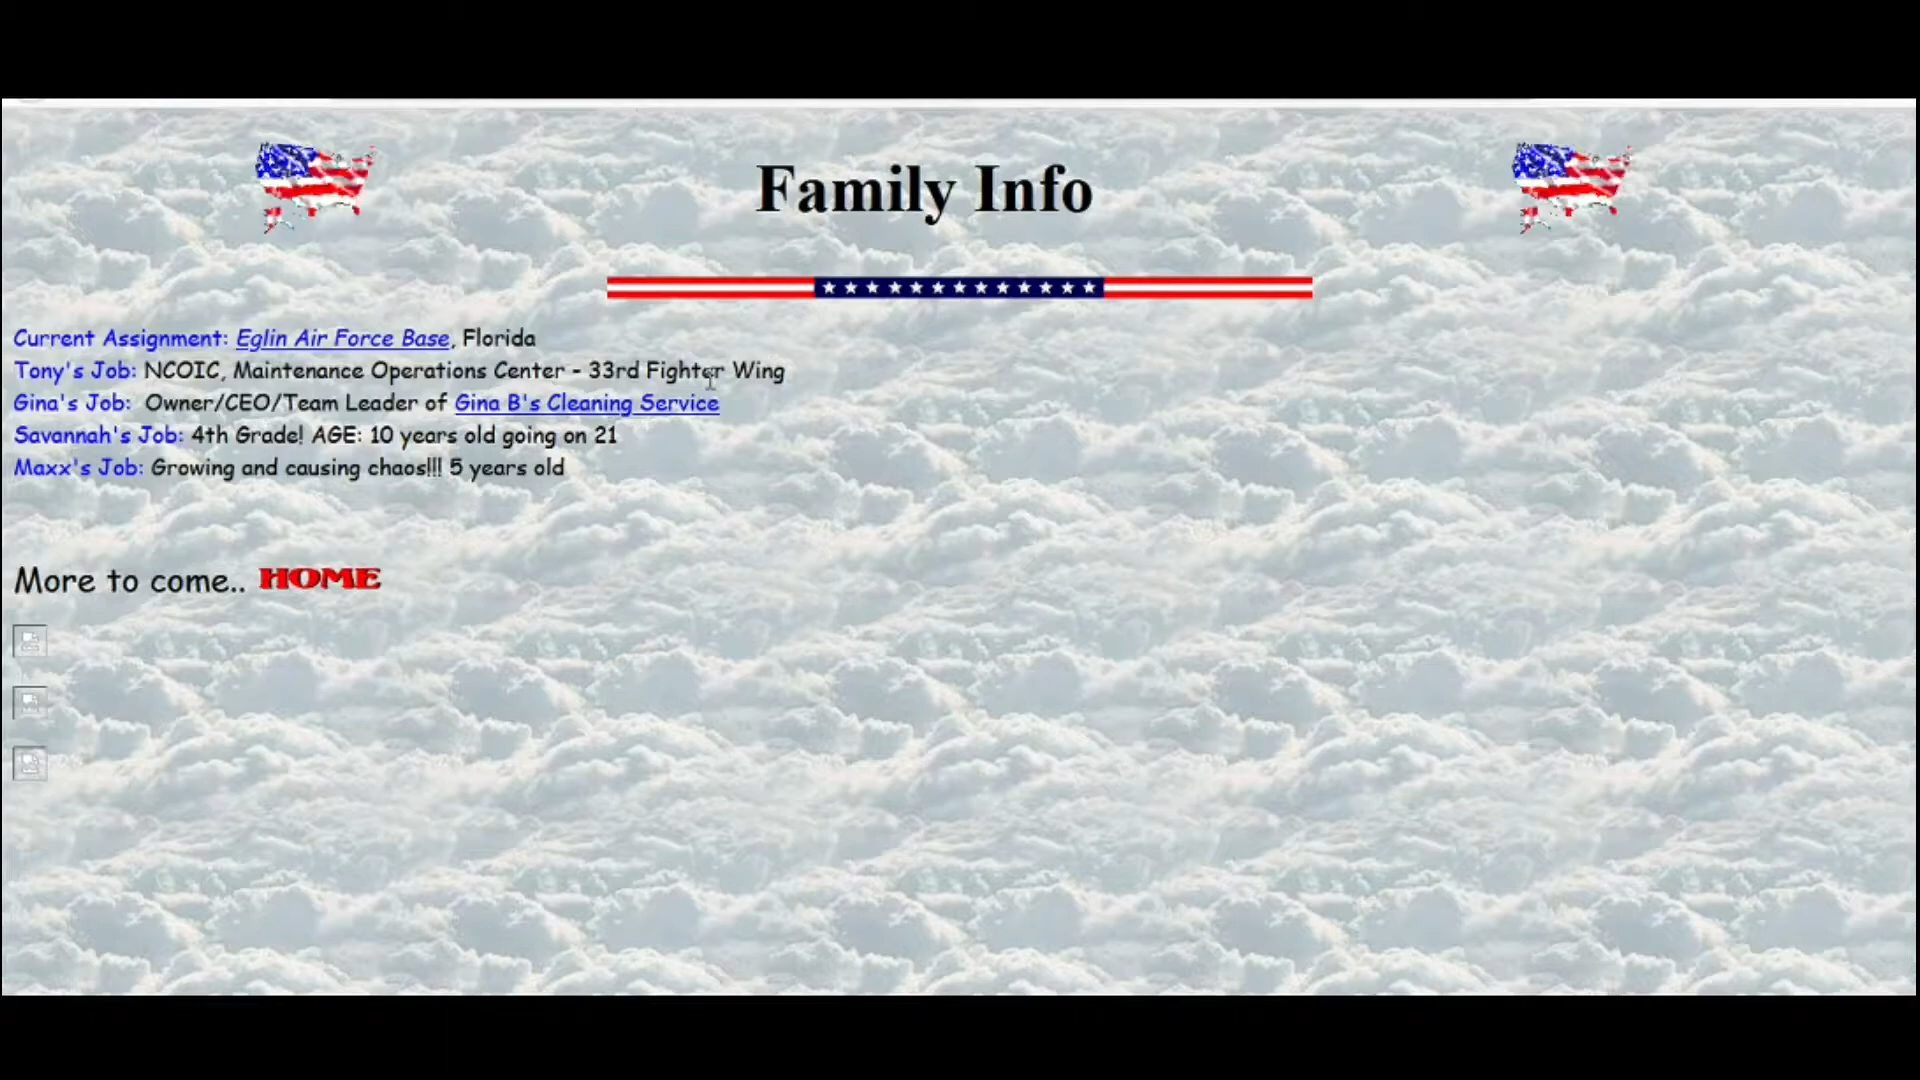 Family Info
Current Assignment: Eglin Air Force Base, Florida
Tony's Job: NCOIC, Maintenance Operations Center - 33rd Fighter Wing
Gina's Job: Owner/CEO/Team Leader of Gina B's Cleaning Service
Savannah's Job: 4th Grade! AGE: 10 years old going on 21
Maxx's Job: Growing and causing chaos!!! 5 years old
More to come.. HOME